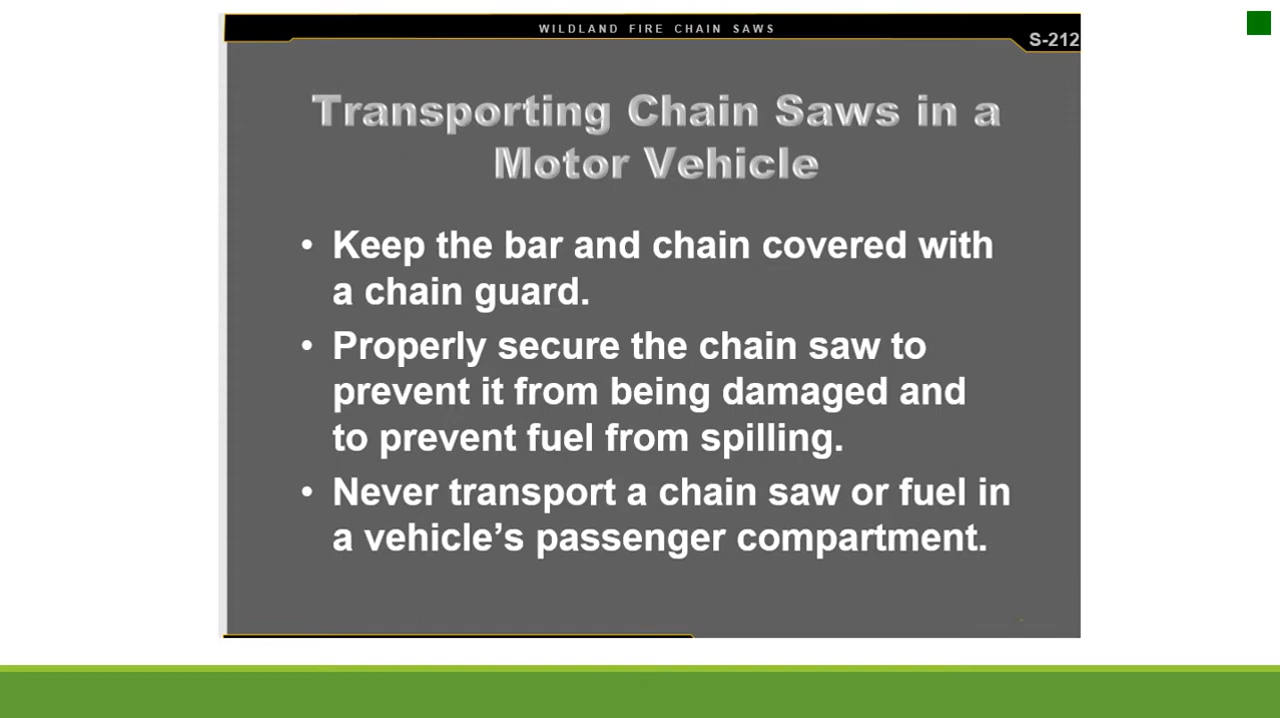 WILDLAND FIRE CHAIN SAWS
S-212
Transporting Chain Saws in a
Motor Vehicle
• Keep the bar and chain covered with
a chain guard.
• Properly secure the chain saw to
prevent it from being damaged and
to prevent fuel from spilling.
• Never transport a chain saw or fuel in
a vehicle’s passenger compartment.